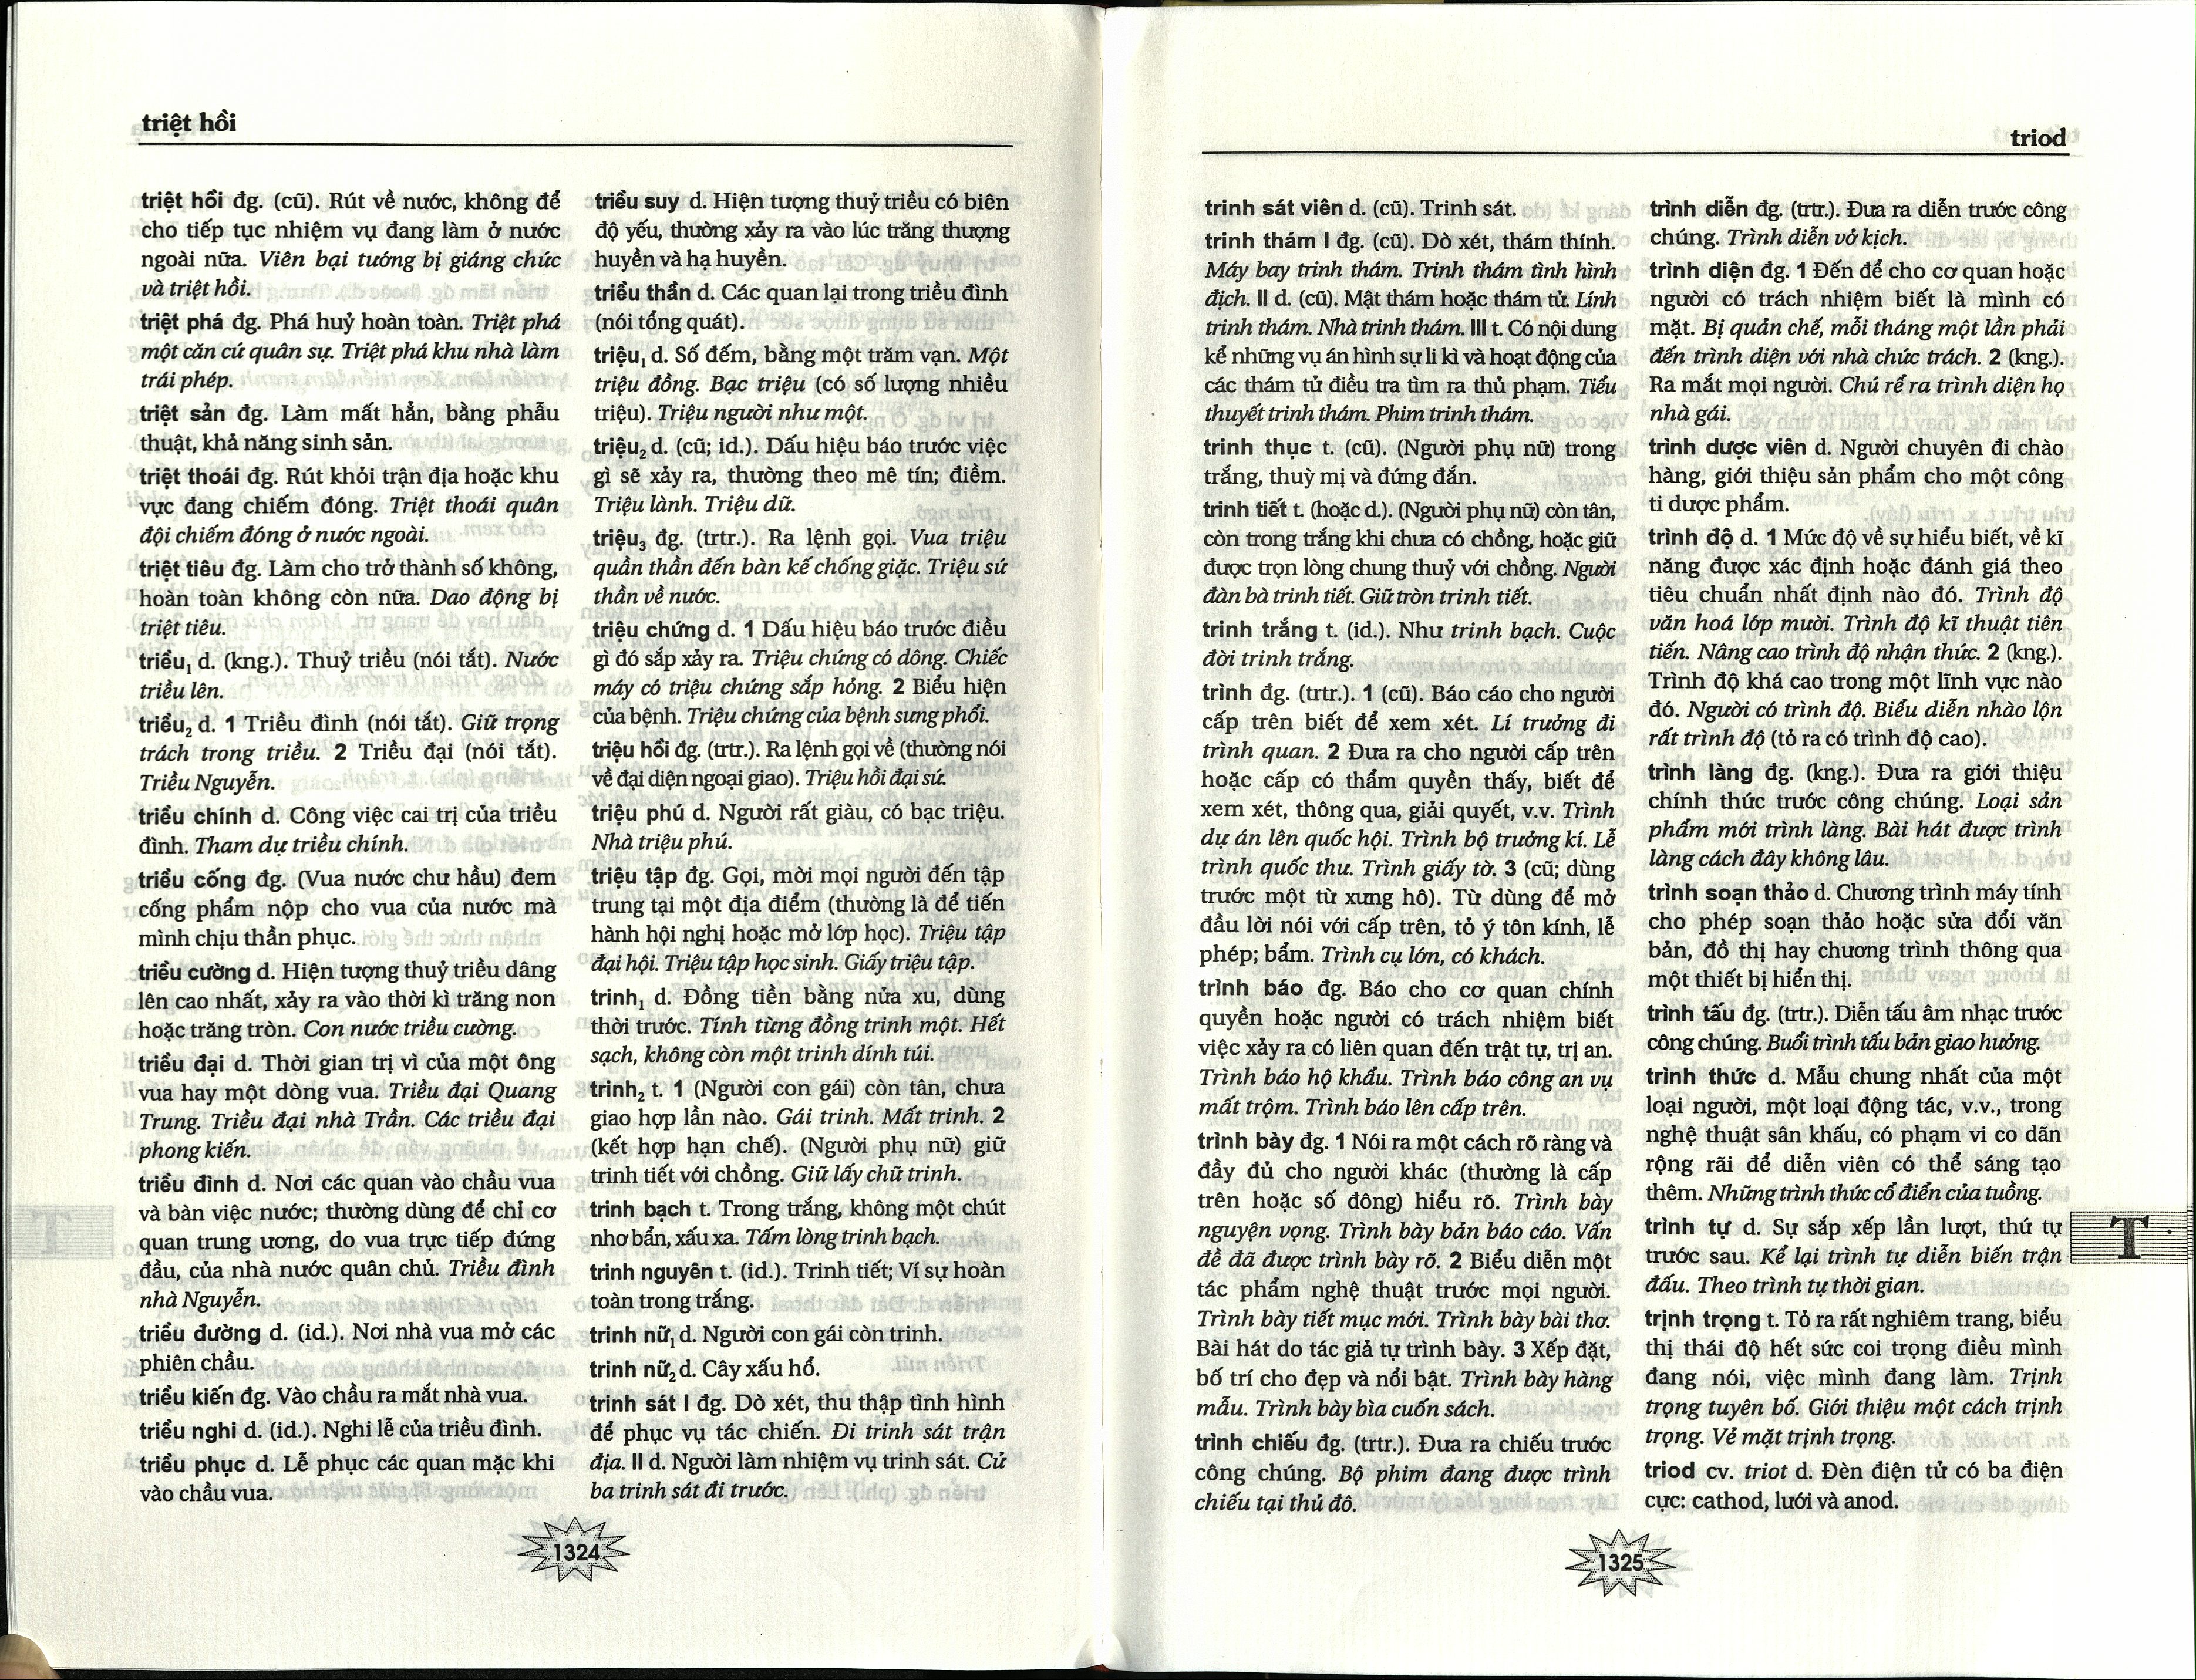 triệt hồi
triệt hồi đg. (cũ). Rút về nước, không để
cho tiếp tục nhiệm vụ đang làm ở nước
ngoài nữa. Viên bại tướng bị giáng chức
và triệt hồi.
triệt phá đg. Phá huỷ hoàn toàn. Triệt phá
một căn cứ quân sự. Triệt phá khu nhà làm
trái phép.
triệt sản đg. Làm mất hẳn, bằng phẫu
thuật, khả năng sinh sản.
triệt thoái đg. Rút khỏi trận địa hoặc khu
vực đang chiếm đóng. Triệt thoái quân
đội chiếm đóng ở nước ngoài.
triệt tiêu đg. Làm cho trở thành số không,
hoàn toàn không còn nữa. Dao động bị
triệt tiêu.
triều₁ d. (kng.). Thuỷ triều (nói tắt). Nước
triều lên.
triều₂ d. 1 Triều đình (nói tắt). Giữ trọng
trách trong triều. 2 Triều đại (nói tắt).
Triều Nguyễn.
triều chính d. Công việc cai trị của triều
đình. Tham dự triều chính.
triều cống đg. (Vua nước chư hầu) đem
cống phẩm nộp cho vua của nước mà
mình chịu thần phục.
triều cường d. Hiện tượng thuỷ triều dâng
lên cao nhất, xảy ra vào thời kì trăng non
hoặc trăng tròn. Con nước triều cường.
triều đại d. Thời gian trị vì của một ông
vua hay một dòng vua. Triều đại Quang
Trung. Triều đại nhà Trần. Các triều đại
phong kiến.
triều đình d. Nơi các quan vào chầu vua
và bàn việc nước; thường dùng để chỉ cơ
quan trung ương, do vua trực tiếp đứng
đầu, của nhà nước quân chủ. Triều đình
nhà Nguyễn.
triều đường d. (id.). Nơi nhà vua mở các
phiên chầu.
triều kiến đg. Vào chầu ra mắt nhà vua.
triều nghi d. (id.). Nghi lễ của triều đình.
triều phục d. Lễ phục các quan mặc khi
vào chầu vua.
triều suy d. Hiện tượng thuỷ triều có biên
độ yếu, thường xảy ra vào lúc trăng thượng
huyền và hạ huyền.
triều thần d. Các quan lại trong triều đình
(nói tổng quát).
triệu₁ d. Số đếm, bằng một trăm vạn. Một
triệu đồng. Bạc triệu (có số lượng nhiều
triệu). Triệu người như một.
triệu₂ d. (cũ; id.). Dấu hiệu báo trước việc
gì sẽ xảy ra, thường theo mê tín; điềm.
Triệu lành. Triệu dữ.
triệu₃ đg. (trtr.). Ra lệnh gọi. Vua triệu
quần thần đến bàn kế chống giặc. Triệu sứ
thần về nước.
triệu chứng d. 1 Dấu hiệu báo trước điều
gì đó sắp xảy ra. Triệu chứng có dông. Chiếc
máy có triệu chứng sắp hỏng. 2 Biểu hiện
của bệnh. Triệu chứng của bệnh sưng phổi.
triệu hồi đg. (trtr.). Ra lệnh gọi về (thường nói
về đại diện ngoại giao). Triệu hồi đại sứ.
triệu phú d. Người rất giàu, có bạc triệu.
Nhà triệu phú.
triệu tập đg. Gọi, mời mọi người đến tập
trung tại một địa điểm (thường là để tiến
hành hội nghị hoặc mở lớp học). Triệu tập
đại hội. Triệu tập học sinh. Giấy triệu tập.
trinh₁ d. Đồng tiền bằng nửa xu, dùng
thời trước. Tính từng đồng trinh một. Hết
sạch, không còn một trinh dính túi.
trinh₂ t. 1 (Người con gái) còn tân, chưa
giao hợp lần nào. Gái trinh. Mất trinh. 2
(kết hợp hạn chế). (Người phụ nữ) giữ
trinh tiết với chồng. Giữ lấy chữ trinh.
trinh bạch t. Trong trắng, không một chút
nhơ bẩn, xấu xa. Tấm lòng trinh bạch.
trinh nguyên t. (id.). Trinh tiết; Ví sự hoàn
toàn trong trắng.
trinh nữ₁ d. Người con gái còn trinh.
trinh nữ₂ d. Cây xấu hổ.
trinh sát I đg. Dò xét, thu thập tình hình
để phục vụ tác chiến. Đi trinh sát trận
địa. II d. Người làm nhiệm vụ trinh sát. Cử
ba trinh sát đi trước.
1324
triod
trinh sát viên d. (cũ). Trinh sát.
trinh thám I đg. (cũ). Dò xét, thám thính.
Máy bay trinh thám. Trinh thám tình hình
địch. II d. (cũ). Mật thám hoặc thám tử. Lính
trinh thám. Nhà trinh thám. III t. Có nội dung
kể những vụ án hình sự li kì và hoạt động của
các thám tử điều tra tìm ra thủ phạm. Tiểu
thuyết trinh thám. Phim trinh thám.
trinh thục t. (cũ). (Người phụ nữ) trong
trắng, thuỳ mị và đứng đắn.
trinh tiết t. (hoặc d.). (Người phụ nữ) còn tân,
còn trong trắng khi chưa có chồng, hoặc giữ
được trọn lòng chung thuỷ với chồng. Người
đàn bà trinh tiết. Giữ tròn trinh tiết.
trinh trắng t. (id.). Như trinh bạch. Cuộc
đời trinh trắng.
trình đg. (trtr.). 1 (cũ). Báo cáo cho người
cấp trên biết để xem xét. Lí trưởng đi
trình quan. 2 Đưa ra cho người cấp trên
hoặc cấp có thẩm quyền thấy, biết để
xem xét, thông qua, giải quyết, v.v. Trình
dự án lên quốc hội. Trình bộ trưởng kí. Lễ
trình quốc thư. Trình giấy tờ. 3 (cũ; dùng
trước một từ xưng hô). Từ dùng để mở
đầu lời nói với cấp trên, tỏ ý tôn kính, lễ
phép; bẩm. Trình cụ lớn, có khách.
trình báo đg. Báo cho cơ quan chính
quyền hoặc người có trách nhiệm biết
việc xảy ra có liên quan đến trật tự, trị an.
Trình báo hộ khẩu. Trình báo công an vụ
mất trộm. Trình báo lên cấp trên.
trình bày đg. 1 Nói ra một cách rõ ràng và
đầy đủ cho người khác (thường là cấp
trên hoặc số đông) hiểu rõ. Trình bày
nguyện vọng. Trình bày bản báo cáo. Vấn
đề đã được trình bày rõ. 2 Biểu diễn một
tác phẩm nghệ thuật trước mọi người.
Trình bày tiết mục mới. Trình bày bài thơ.
Bài hát do tác giả tự trình bày. 3 Xếp đặt,
bố trí cho đẹp và nổi bật. Trình bày hàng
mẫu. Trình bày bìa cuốn sách.
trình chiếu đg. (trtr.). Đưa ra chiếu trước
công chúng. Bộ phim đang được trình
chiếu tại thủ đô.
trình diễn đg. (trtr.). Đưa ra diễn trước công
chúng. Trình diễn vở kịch.
trình diện đg. 1 Đến để cho cơ quan hoặc
người có trách nhiệm biết là mình có
mặt. Bị quản chế, mỗi tháng một lần phải
đến trình diện với nhà chức trách. 2 (kng.).
Ra mắt mọi người. Chú rể ra trình diện họ
nhà gái.
trình dược viên d. Người chuyên đi chào
hàng, giới thiệu sản phẩm cho một công
ti dược phẩm.
trình độ d. 1 Mức độ về sự hiểu biết, về kĩ
năng được xác định hoặc đánh giá theo
tiêu chuẩn nhất định nào đó. Trình độ
văn hoá lớp mười. Trình độ kĩ thuật tiên
tiến. Nâng cao trình độ nhận thức. 2 (kng.).
Trình độ khá cao trong một lĩnh vực nào
đó. Người có trình độ. Biểu diễn nhào lộn
rất trình độ (tỏ ra có trình độ cao).
trình làng đg. (kng.). Đưa ra giới thiệu
chính thức trước công chúng. Loại sản
phẩm mới trình làng. Bài hát được trình
làng cách đây không lâu.
trình soạn thảo d. Chương trình máy tính
cho phép soạn thảo hoặc sửa đổi văn
bản, đồ thị hay chương trình thông qua
một thiết bị hiển thị.
trình tấu đg. (trtr.). Diễn tấu âm nhạc trước
công chúng. Buổi trình tấu bản giao hưởng.
trình thức d. Mẫu chung nhất của một
loại người, một loại động tác, v.v., trong
nghệ thuật sân khấu, có phạm vi co dãn
rộng rãi để diễn viên có thể sáng tạo
thêm. Những trình thức cổ điển của tuồng.
trình tự d. Sự sắp xếp lần lượt, thứ tự
trước sau. Kể lại trình tự diễn biến trận
đấu. Theo trình tự thời gian.
trịnh trọng t. Tỏ ra rất nghiêm trang, biểu
thị thái độ hết sức coi trọng điều mình
đang nói, việc mình đang làm. Trịnh
trọng tuyên bố. Giới thiệu một cách trịnh
trọng. Vẻ mặt trịnh trọng.
triod cv. triot d. Đèn điện tử có ba điện
cực: cathod, lưới và anod.
T
1325